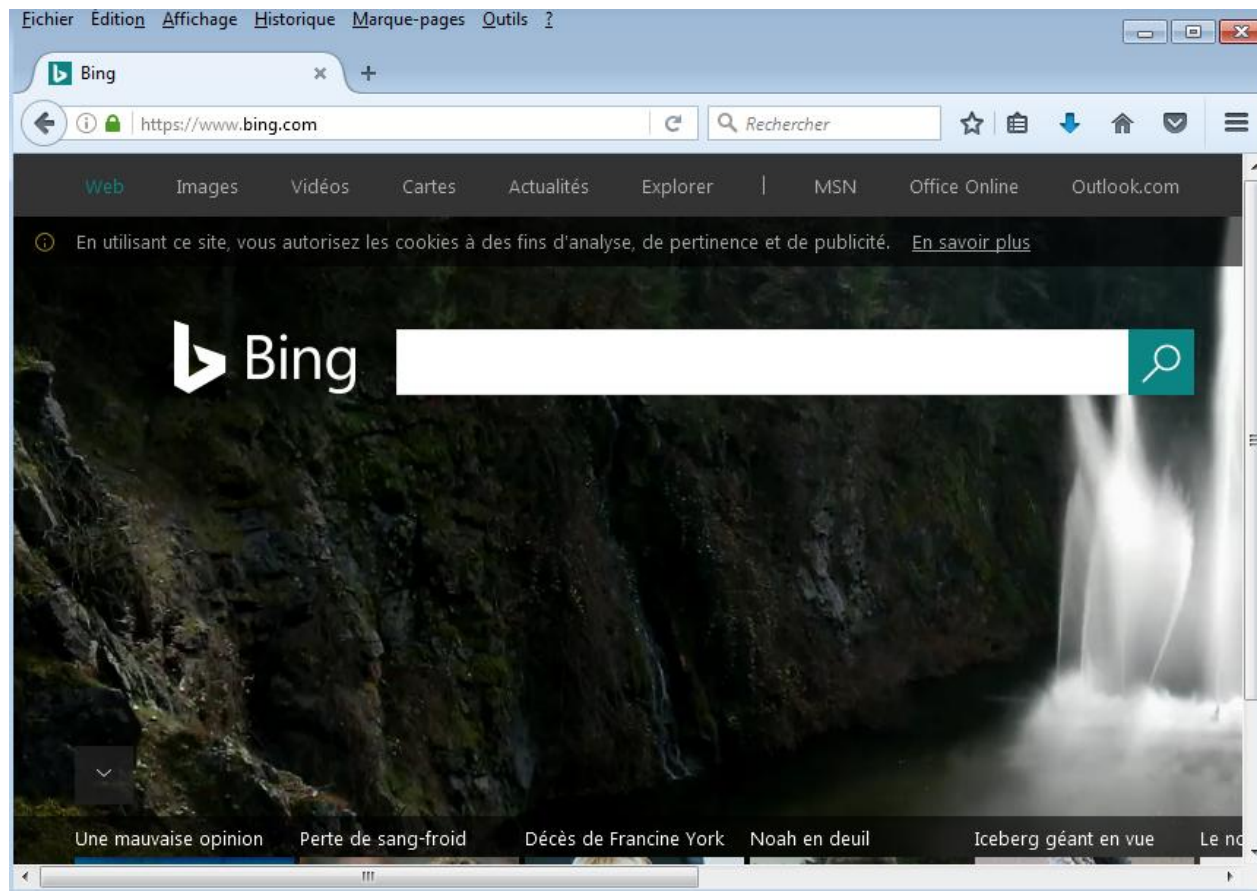 Fichier Édition Affichage Historique Marque-pages Outils ?
Bing
https://www.bing.com Rechercher
Web Images Vidéos Cartes Actualités Explorer | MSN Office Online Outlook.com
En utilisant ce site, vous autorisez les cookies à des fins d'analyse, de pertinence et de publicité. En savoir plus
Bing
Une mauvaise opinion Perte de sang-froid Décès de Francine York Noah en deuil Iceberg géant en vue Le